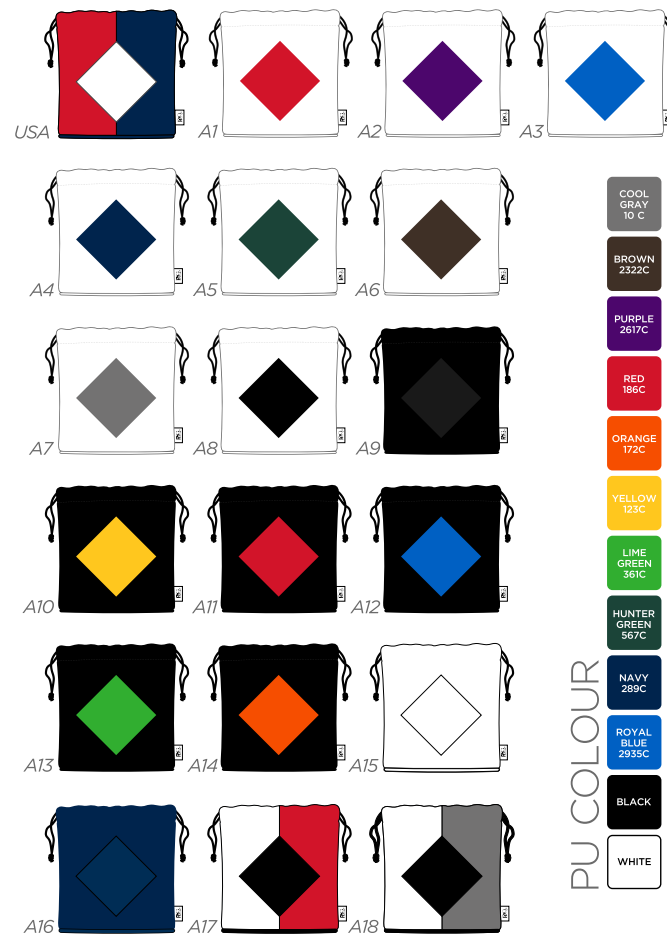 USA
A1
A2
A3
A4
A5
A6
A7
A8
A9
A10
A11
A12
A13
A14
A15
A16
A17
A18
PU COLOUR
COOL
GRAY
10 C
BROWN
2322C
PURPLE
2617C
RED
186C
ORANGE
172C
YELLOW
123C
LIME
GREEN
361C
HUNTER
GREEN
567C
NAVY
289C
ROYAL
BLUE
2935C
BLACK
WHITE